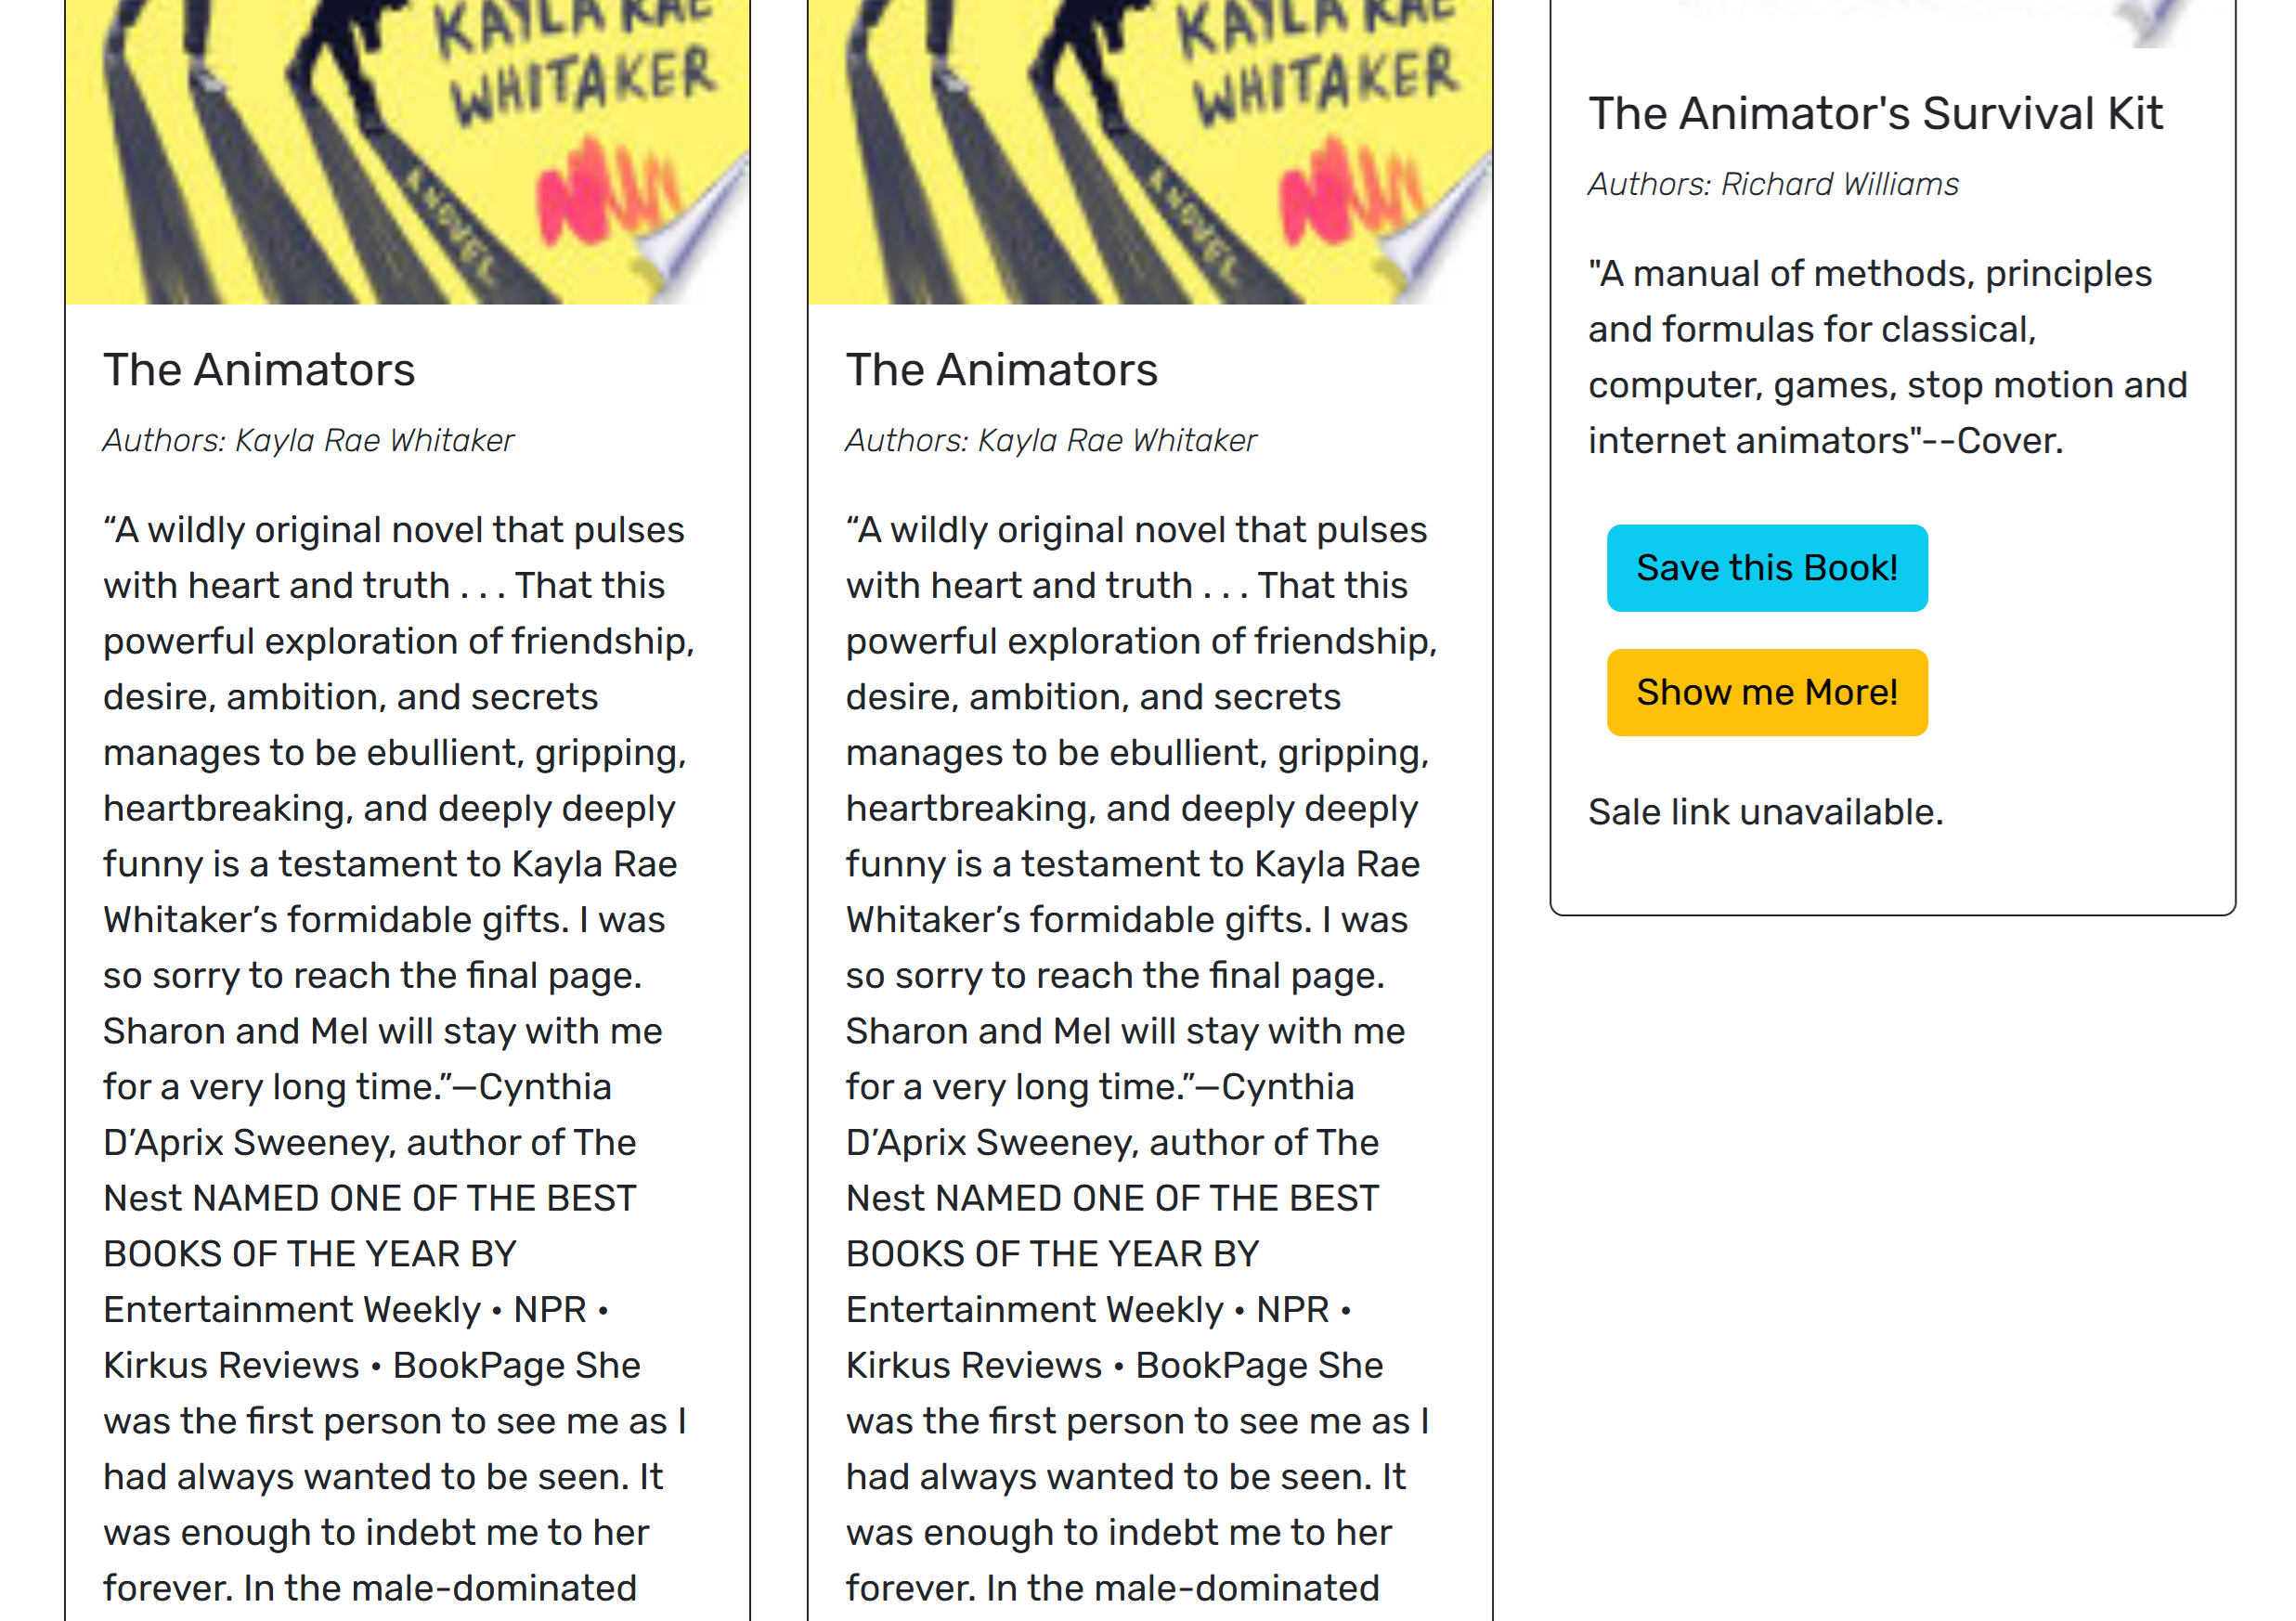 KAYLA RAE
WHITAKER
A NOVEL
The Animators
Authors: Kayla Rae Whitaker
“A wildly original novel that pulses
with heart and truth . . . That this
powerful exploration of friendship,
desire, ambition, and secrets
manages to be ebullient, gripping,
heartbreaking, and deeply deeply
funny is a testament to Kayla Rae
Whitaker’s formidable gifts. I was
so sorry to reach the final page.
Sharon and Mel will stay with me
for a very long time.”—Cynthia
D’Aprix Sweeney, author of The
Nest NAMED ONE OF THE BEST
BOOKS OF THE YEAR BY
Entertainment Weekly • NPR •
Kirkus Reviews • BookPage She
was the first person to see me as I
had always wanted to be seen. It
was enough to indebt me to her
forever. In the male-dominated
KAYLA RAE
WHITAKER
A NOVEL
The Animators
Authors: Kayla Rae Whitaker
“A wildly original novel that pulses
with heart and truth . . . That this
powerful exploration of friendship,
desire, ambition, and secrets
manages to be ebullient, gripping,
heartbreaking, and deeply deeply
funny is a testament to Kayla Rae
Whitaker’s formidable gifts. I was
so sorry to reach the final page.
Sharon and Mel will stay with me
for a very long time.”—Cynthia
D’Aprix Sweeney, author of The
Nest NAMED ONE OF THE BEST
BOOKS OF THE YEAR BY
Entertainment Weekly • NPR •
Kirkus Reviews • BookPage She
was the first person to see me as I
had always wanted to be seen. It
was enough to indebt me to her
forever. In the male-dominated
The Animator's Survival Kit
Authors: Richard Williams
"A manual of methods, principles
and formulas for classical,
computer, games, stop motion and
internet animators"--Cover.
Save this Book!
Show me More!
Sale link unavailable.